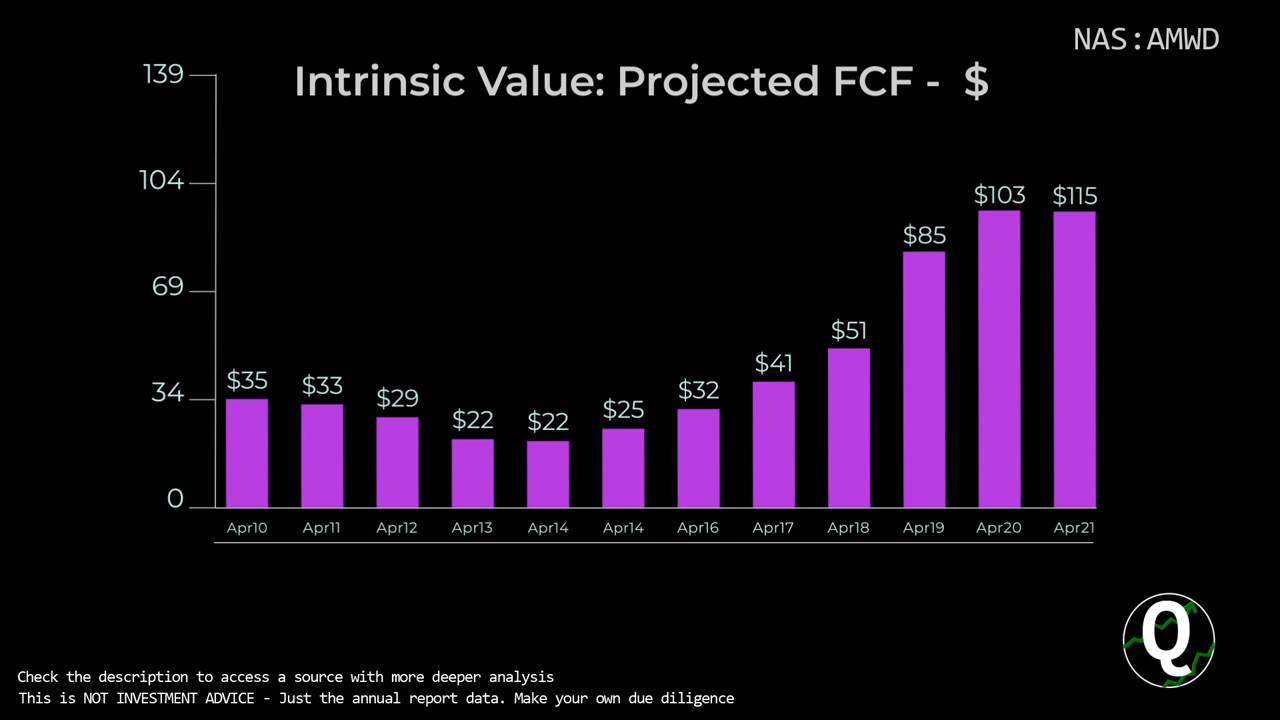 NAS:AMWD
Intrinsic Value: Projected FCF - $
139
104
69
34
0
$35
$33
$29
$22
$22
$25
$32
$41
$51
$85
$103
$115
Apr10
Apr11
Apr12
Apr13
Apr14
Apr14
Apr16
Apr17
Apr18
Apr19
Apr20
Apr21
Q
Check the description to access a source with more deeper analysis
This is NOT INVESTMENT ADVICE - Just the annual report data. Make your own due diligence